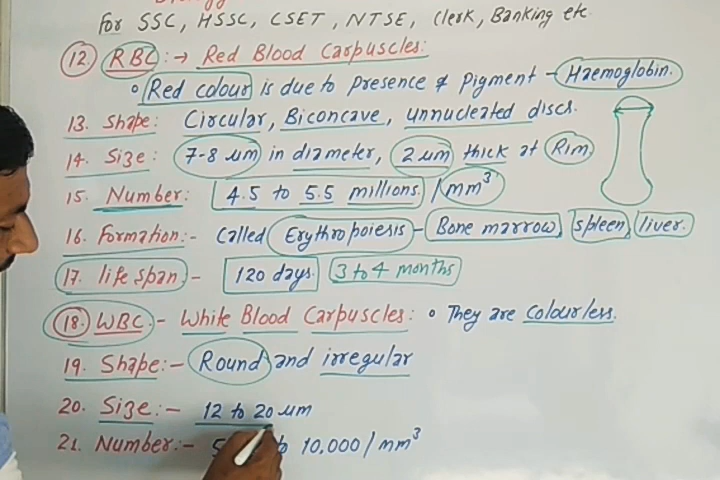 Biology
For SSC, HSSC, CSET, NTSE, Clerk, Banking etc
12. RBC :→ Red Blood Carpuscles:
Red colour is due to presence of Pigment - Haemoglobin.
13. Shape: Circular, Biconcave, unnucleated discs.
14. Size: 7-8 um in diameter, 2 um thick at Rim
15. Number: 4.5 to 5.5 millions /mm³
16. Formation:- Called Erythropoiesis - Bone marrow, spleen, liver.
17. life span - 120 days. 3 to 4 months
18. WBC - White Blood Carpuscles: They are colourless.
19. Shape:- Round and irregular
20. Size:- 12 to 20 um
21. Number:- 10,000/mm³